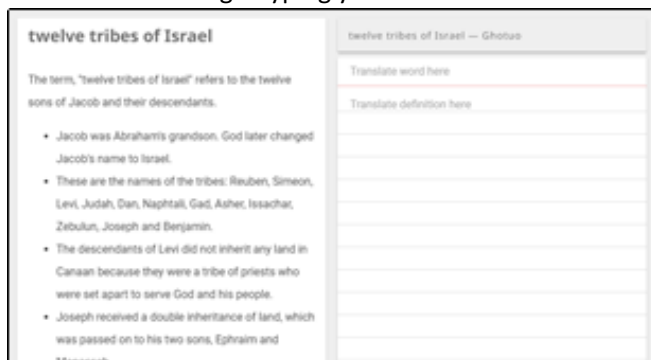 twelve tribes of Israel
The term, "twelve tribes of Israel" refers to the twelve
sons of Jacob and their descendants.
• Jacob was Abraham's grandson. God later changed
Jacob's name to Israel.
• These are the names of the tribes: Reuben, Simeon,
Levi, Judah, Dan, Naphtali, Gad, Asher, Issachar,
Zebulun, Joseph and Benjamin.
• The descendants of Levi did not inherit any land in
Canaan because they were a tribe of priests who
were set apart to serve God and his people.
• Joseph received a double inheritance of land, which
was passed on to his two sons, Ephraim and
twelve tribes of Israel — Ghotuo
Translate word here
Translate definition here